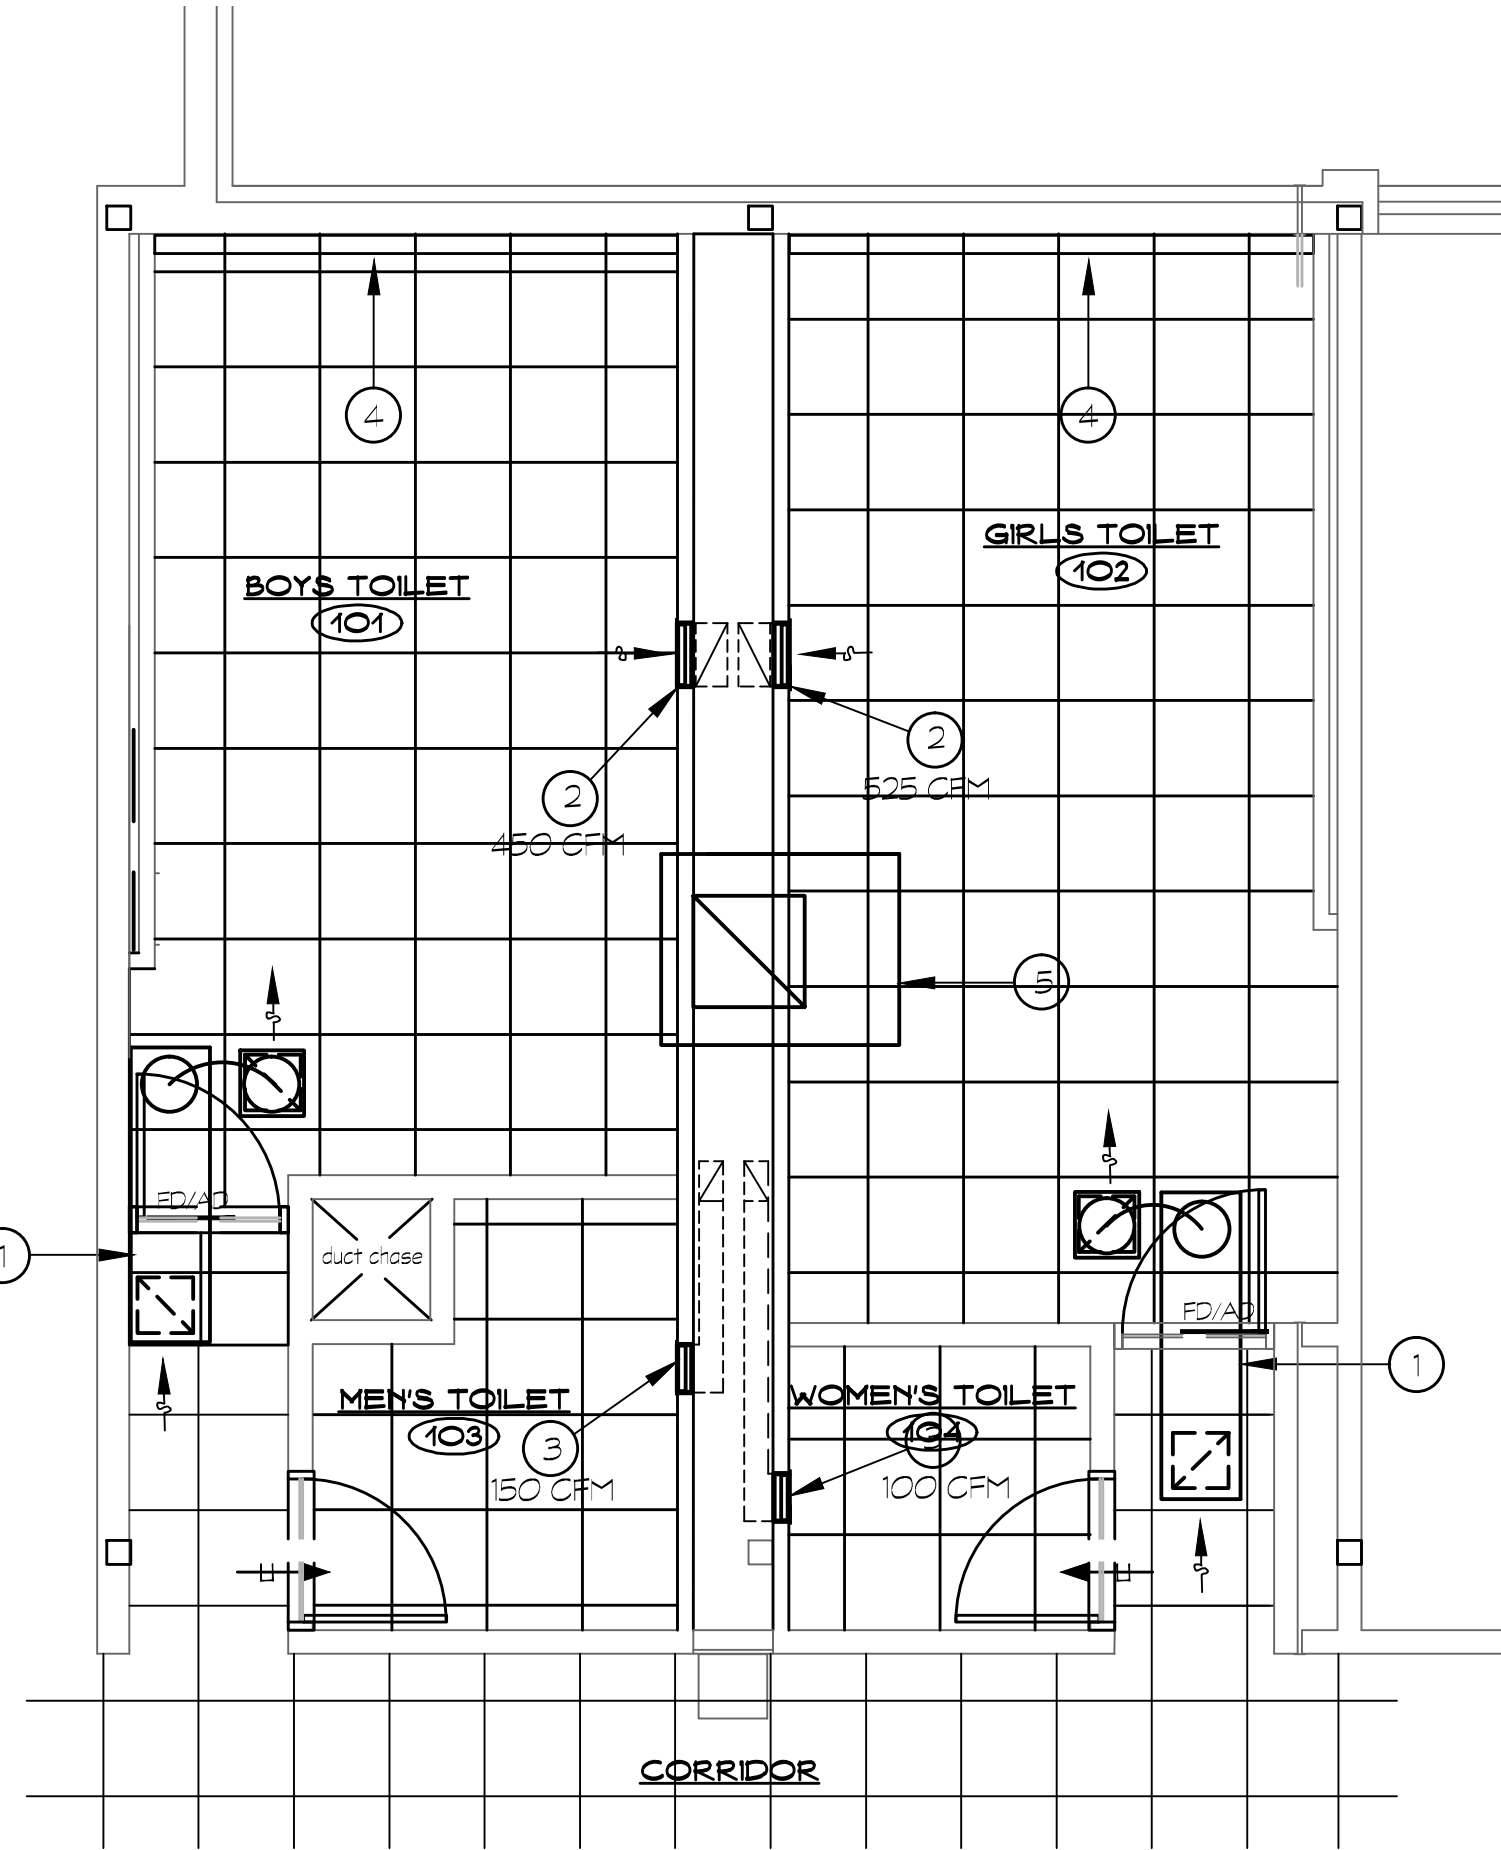 4
4
GIRLS TOILET
102
BOYS TOILET
101
2
525 CFM
2
450 CFM
5
FD/AD
1
duct chase
FD/AD
1
MEN'S TOILET
103
3
150 CFM
WOMEN'S TOILET
104
3
100 CFM
U
U
CORRIDOR